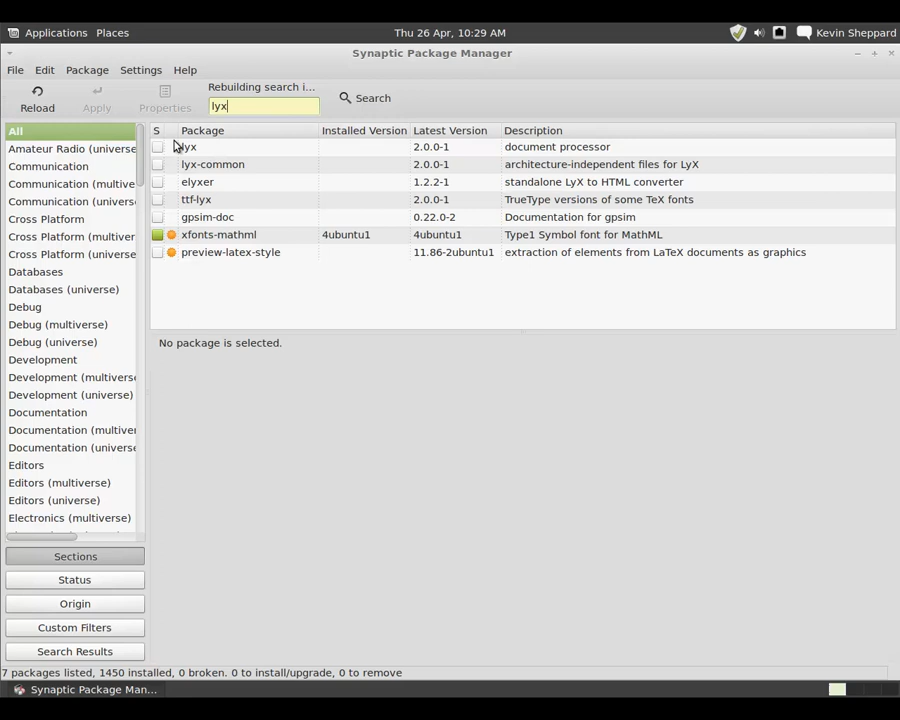 Applications Places Thu 26 Apr, 10:29 AM Kevin Sheppard
Synaptic Package Manager
File Edit Package Settings Help
Reload Apply Properties Rebuilding search i... Search
lyx
All
Amateur Radio (universe
Communication
Communication (multivers
Communication (universe
Cross Platform
Cross Platform (multiverse
Cross Platform (universe)
Databases
Databases (universe)
Debug
Debug (multiverse)
Debug (universe)
Development
Development (multiverse
Development (universe)
Documentation
Documentation (multiver
Documentation (universe
Editors
Editors (multiverse)
Editors (universe)
Electronics (multiverse)
Sections
Status
Origin
Custom Filters
Search Results
S Package Installed Version Latest Version Description
lyx 2.0.0-1 document processor
lyx-common 2.0.0-1 architecture-independent files for LyX
elyxer 1.2.2-1 standalone LyX to HTML converter
ttf-lyx 2.0.0-1 TrueType versions of some TeX fonts
gpsim-doc 0.22.0-2 Documentation for gpsim
xfonts-mathml 4ubuntu1 4ubuntu1 Type1 Symbol font for MathML
preview-latex-style 11.86-2ubuntu1 extraction of elements from LaTeX documents as graphics
No package is selected.
7 packages listed, 1450 installed, 0 broken. 0 to install/upgrade, 0 to remove
Synaptic Package Man...